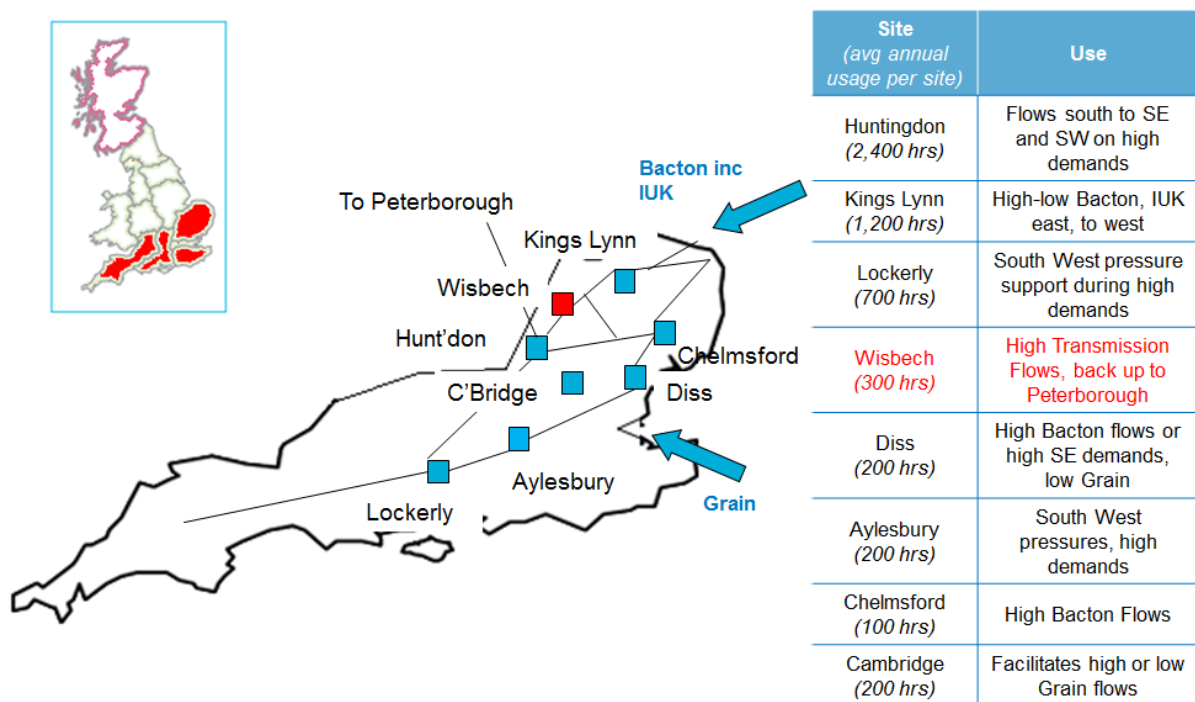 Bacton inc
IUK
To Peterborough
Kings Lynn
Wisbech
Hunt'don
Chelmsford
C'Bridge
Diss
Aylesbury
Grain
Lockerly
Site
(avg annual
usage per site)
Use
Huntingdon
(2,400 hrs)
Flows south to SE
and SW on high
demands
Kings Lynn
(1,200 hrs)
High-low Bacton, IUK
east, to west
Lockerly
(700 hrs)
South West pressure
support during high
demands
Wisbech
(300 hrs)
High Transmission
Flows, back up to
Peterborough
Diss
(200 hrs)
High Bacton flows or
high SE demands,
low Grain
Aylesbury
(200 hrs)
South West
pressures, high
demands
Chelmsford
(100 hrs)
High Bacton Flows
Cambridge
(200 hrs)
Facilitates high or low
Grain flows